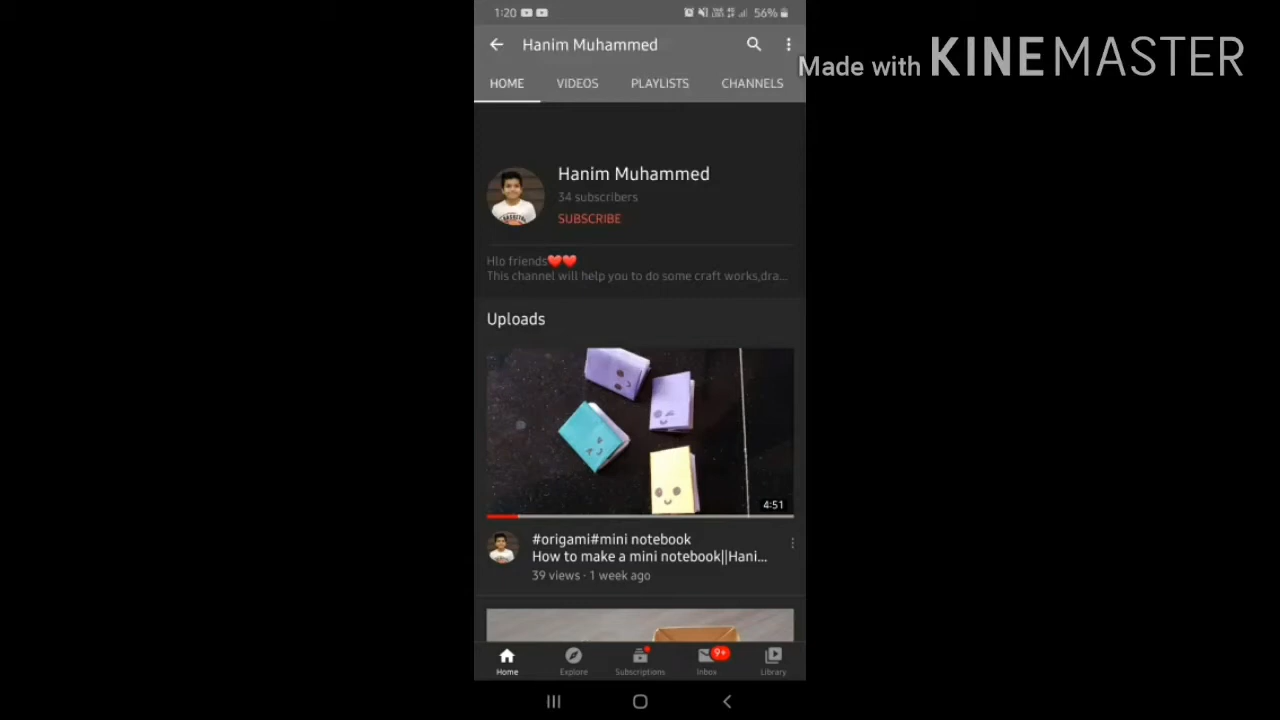 1:20
56%
Hanim Muhammed
Made with KINEMASTER
HOME VIDEOS PLAYLISTS CHANNELS
Hanim Muhammed
34 subscribers
SUBSCRIBE
Hlo friends❤️❤️
This channel will help you to do some craft works,dra...
Uploads
4:51
#origami#mini notebook
How to make a mini notebook||Hani...
39 views · 1 week ago
9+
Home Explore Subscriptions Inbox Library